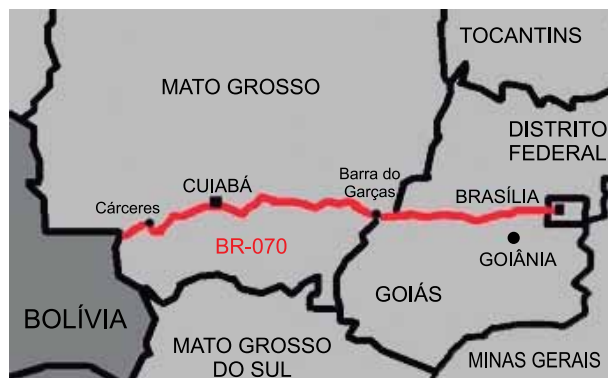 TOCANTINS
MATO GROSSO
DISTRITO
FEDERAL
Barra do
Garças
CUIABÁ
BRASÍLIA
Cárceres
BR-070
GOIÂNIA
GOIÁS
BOLÍVIA
MATO GROSSO
DO SUL
MINAS GERAIS